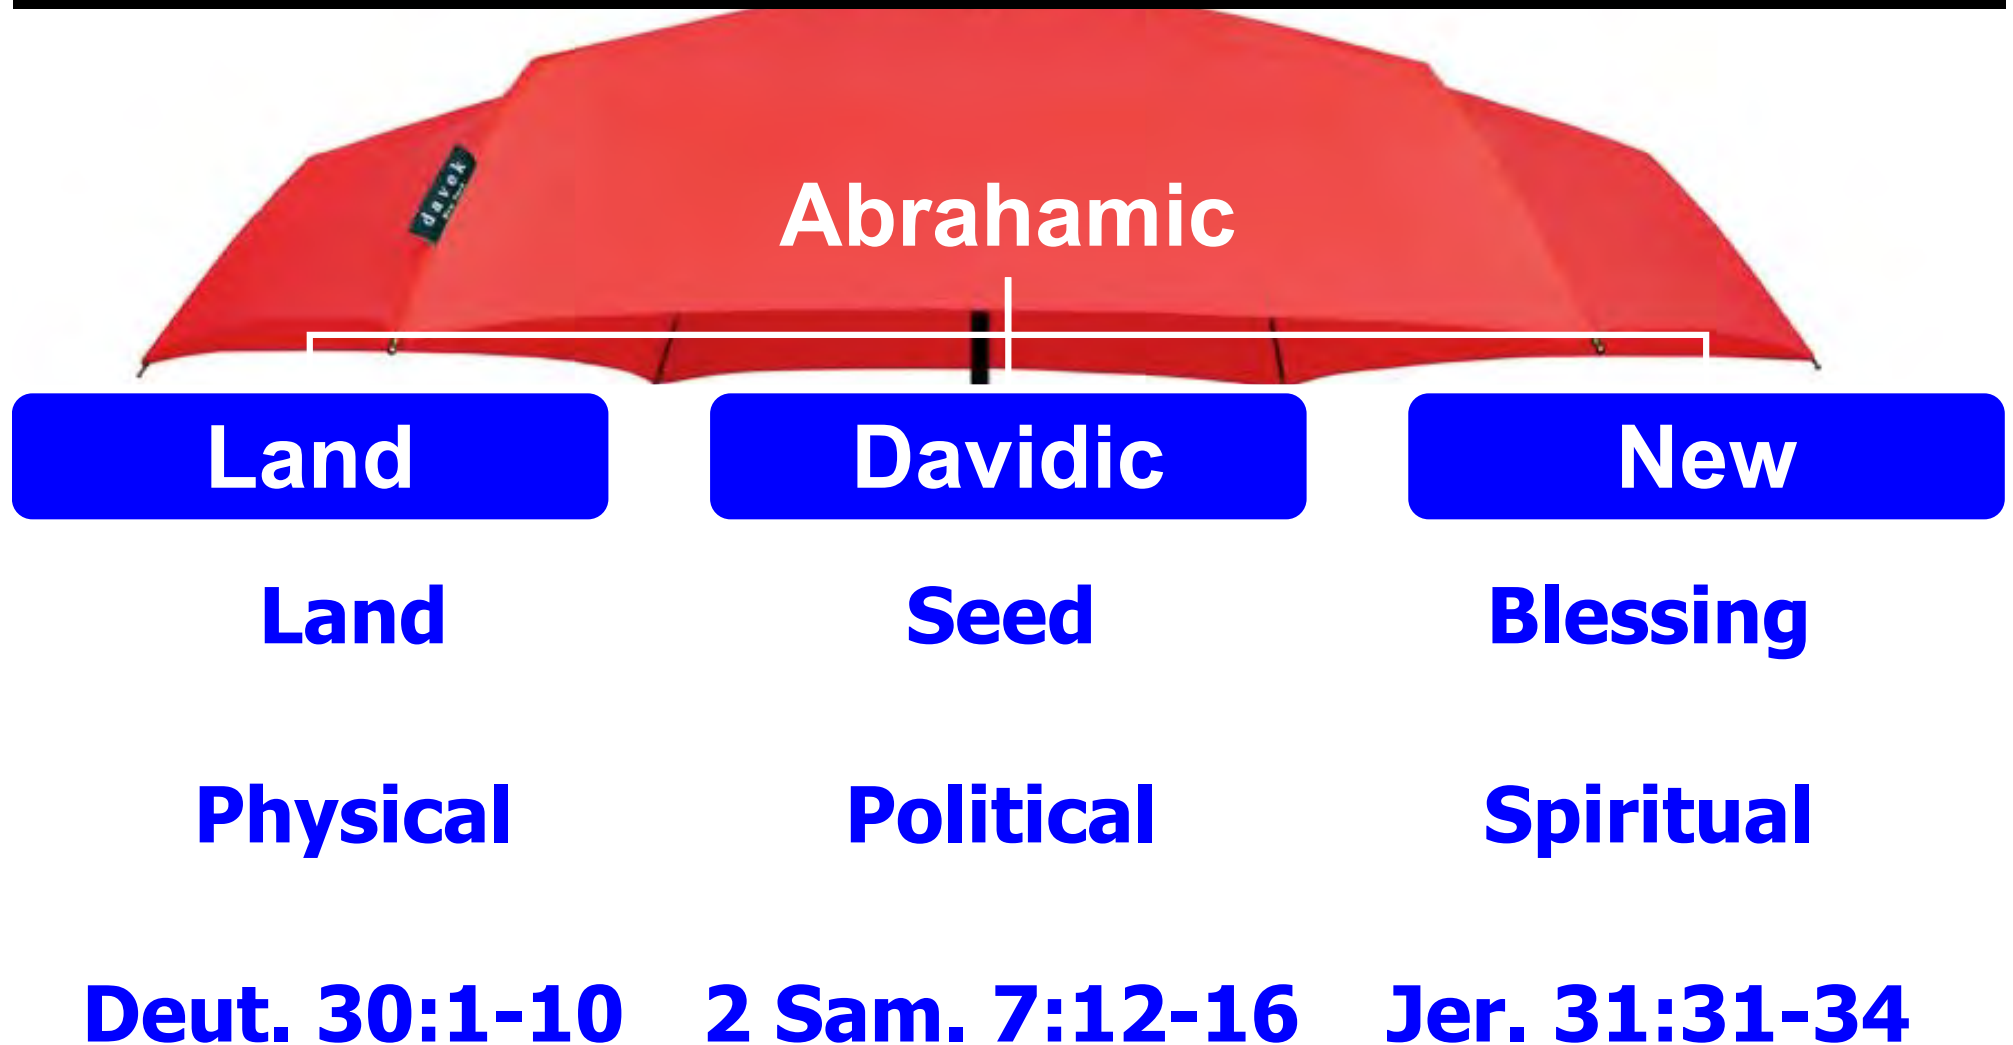 davek
Abrahamic
Land Davidic New
Land Seed Blessing
Physical Political Spiritual
Deut. 30:1-10 2 Sam. 7:12-16 Jer. 31:31-34